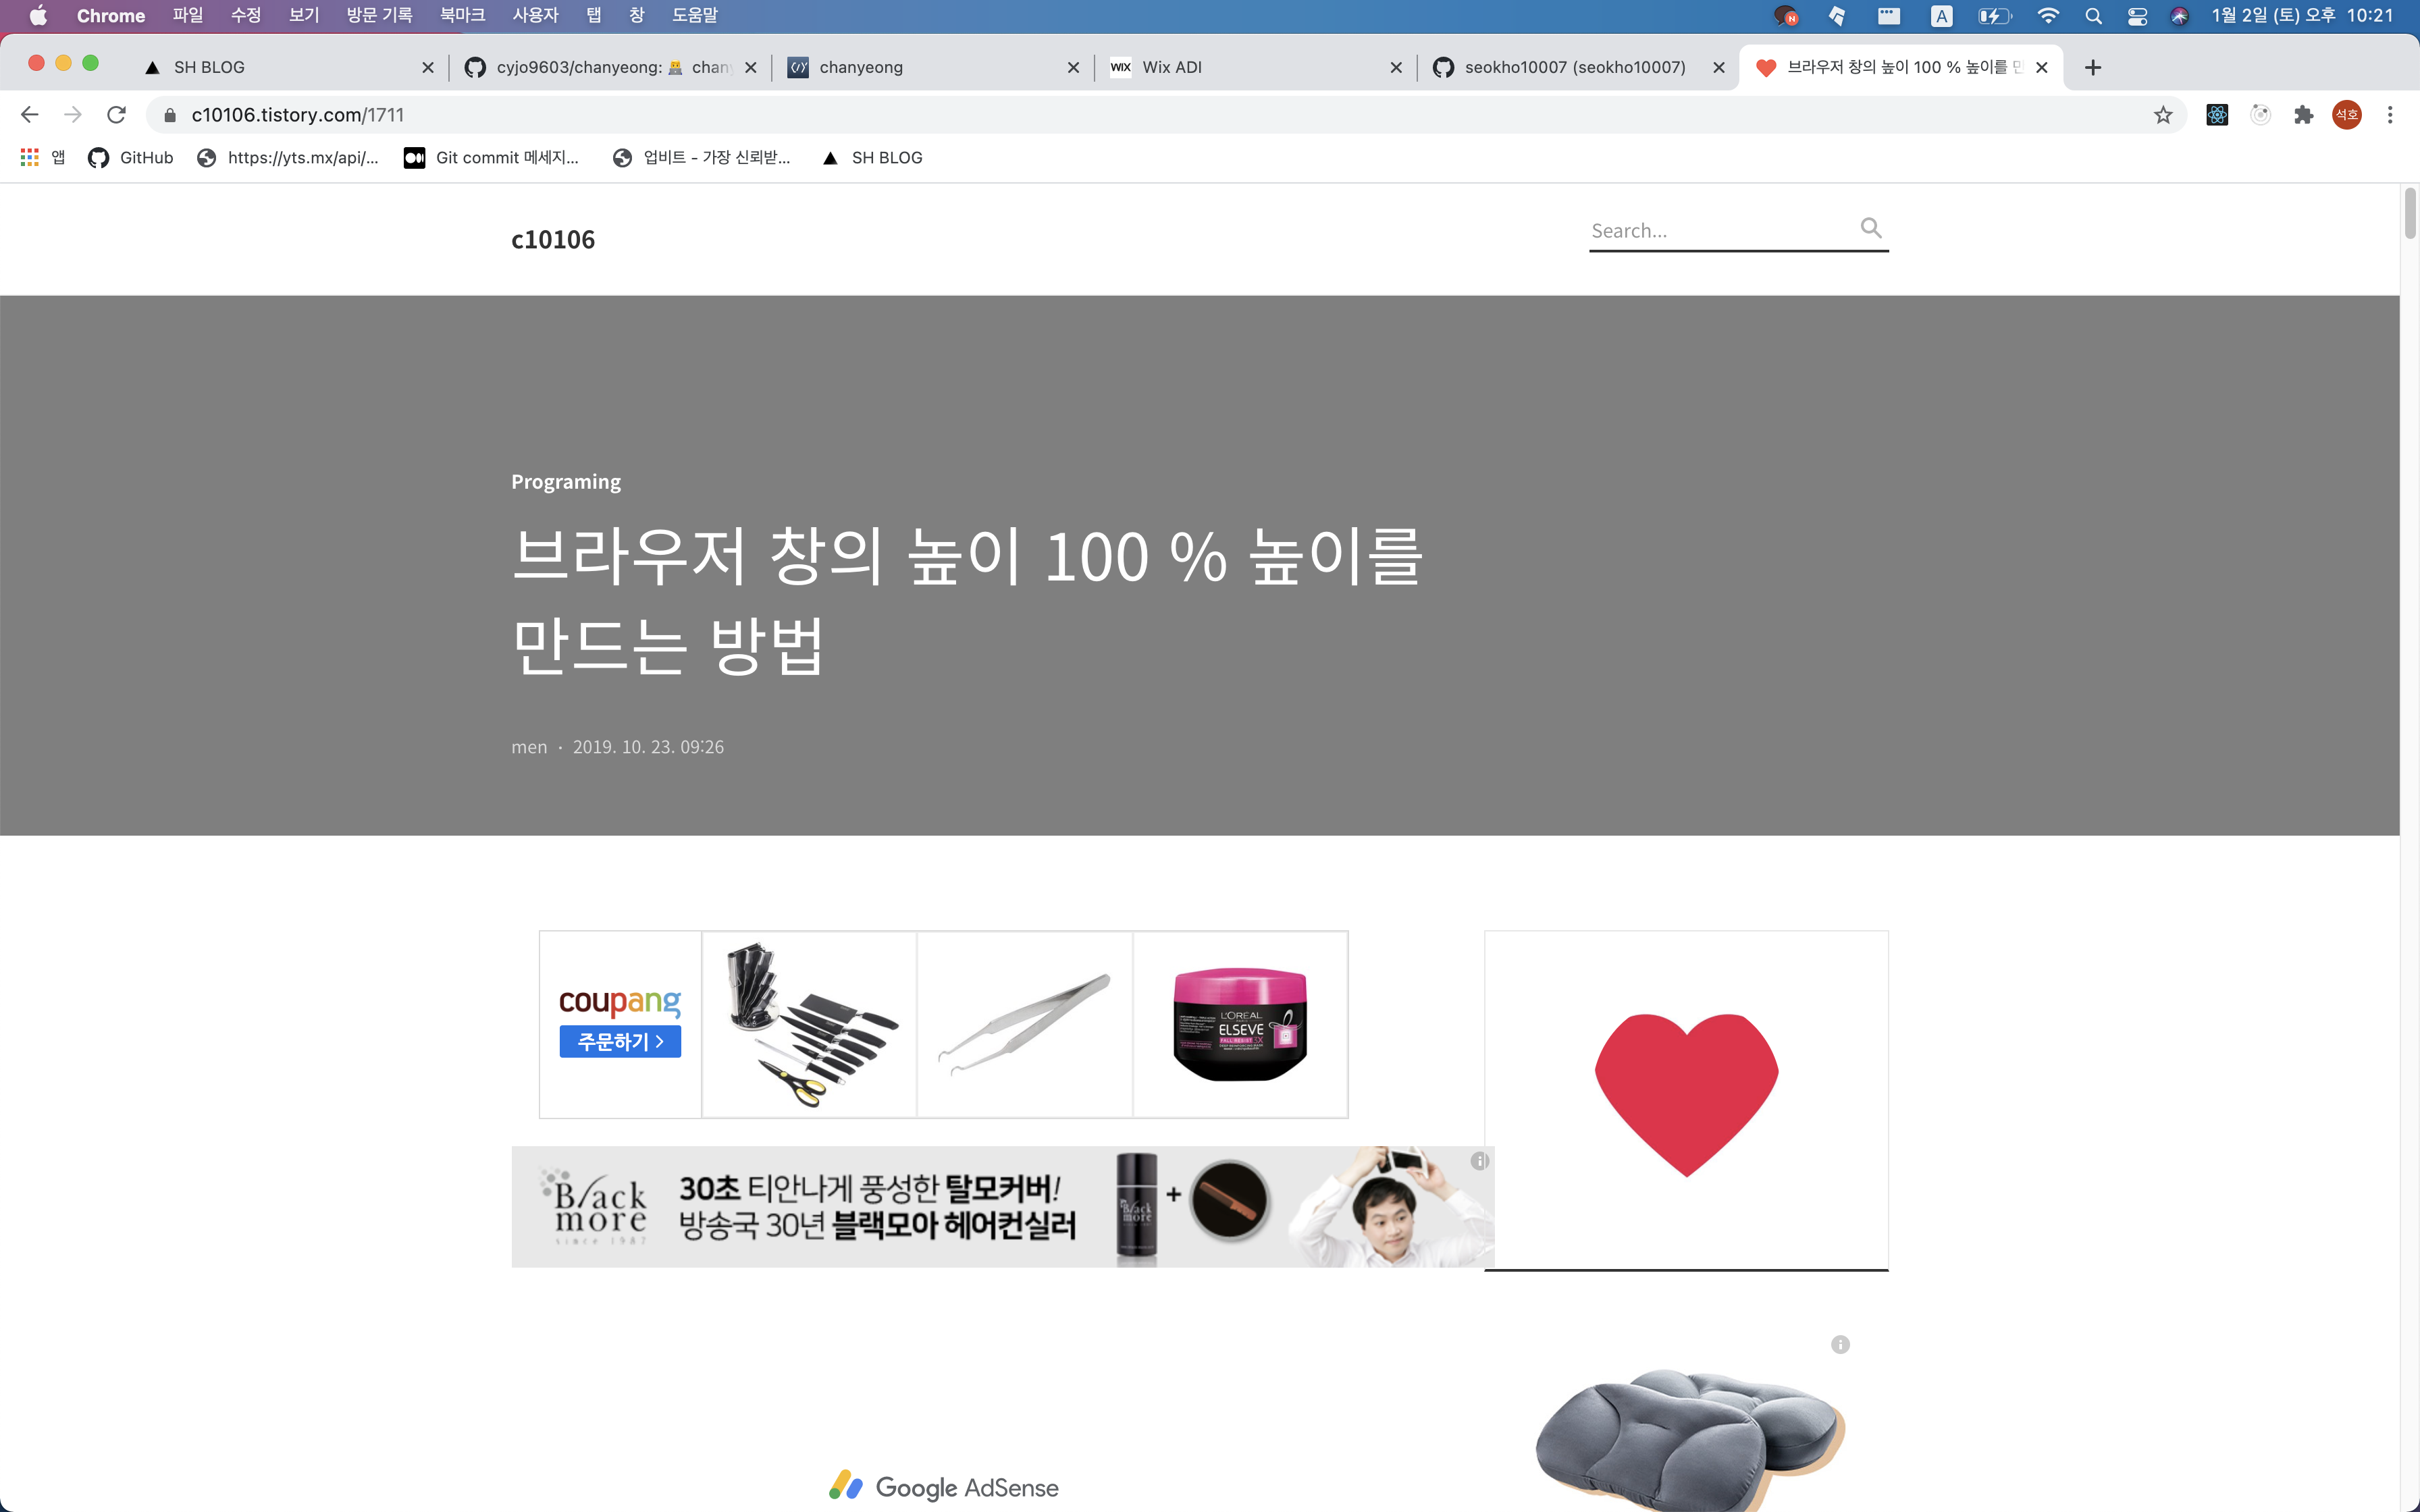 Chrome 파일 수정 보기 방문 기록 북마크 사용자 탭 창 도움말 N A 1월 2일 (토) 오후 10:21
SH BLOG cyjo9603/chanyeong: chany chanyeong WIX Wix ADI seokho10007 (seokho10007) 브라우저 창의 높이 100 % 높이를 만
c10106.tistory.com/1711 석호
앱 GitHub https://yts.mx/api/... Git commit 메세지... 업비트 - 가장 신뢰받... SH BLOG
c10106
Search...
Programing
브라우저 창의 높이 100 % 높이를
만드는 방법
men · 2019. 10. 23. 09:26
coupang
주문하기 >
L'OREAL
ELSEVE
FALL RESIST 3X
Black
more
since 1987
30초 티안나게 풍성한 탈모커버!
방송국 30년 블랙모아 헤어컨실러
Black
more
+
Google AdSense